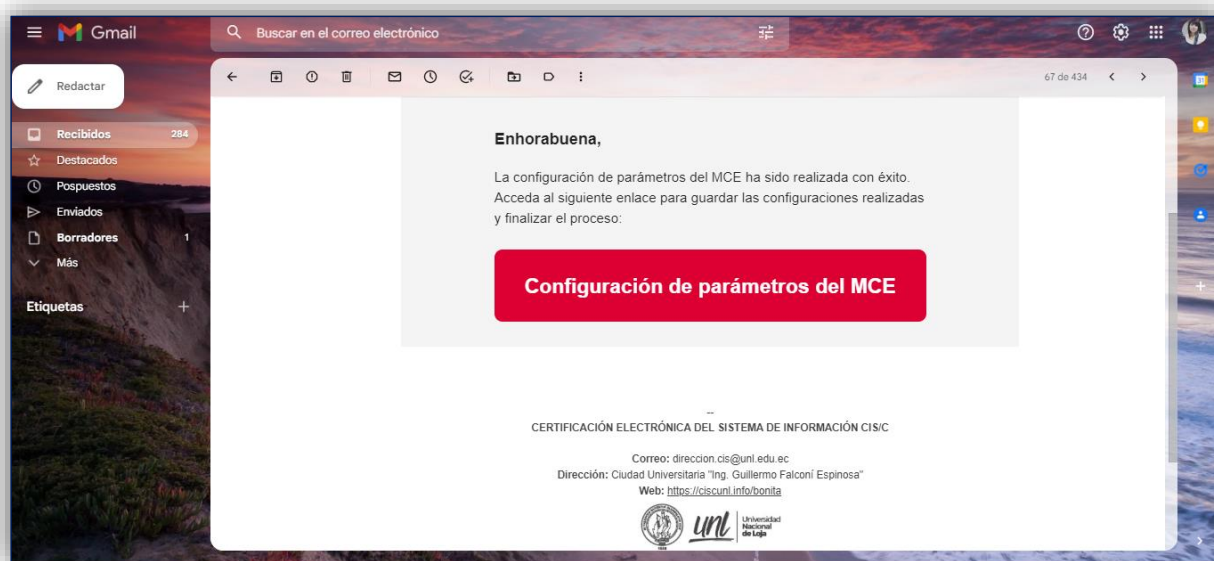 Gmail
Buscar en el correo electrónico
Redactar
67 de 434
Recibidos 284
Destacados
Pospuestos
Enviados
Borradores 1
Más
Etiquetas
31
Enhorabuena,
La configuración de parámetros del MCE ha sido realizada con éxito.
Acceda al siguiente enlace para guardar las configuraciones realizadas
y finalizar el proceso:
Configuración de parámetros del MCE
--
CERTIFICACIÓN ELECTRÓNICA DEL SISTEMA DE INFORMACIÓN CIS/C
Correo: direccion.cis@unl.edu.ec
Dirección: Ciudad Universitaria "Ing. Guillermo Falconí Espinosa"
Web: https://ciscunl.info/bonita
unl
Universidad
Nacional
de Loja